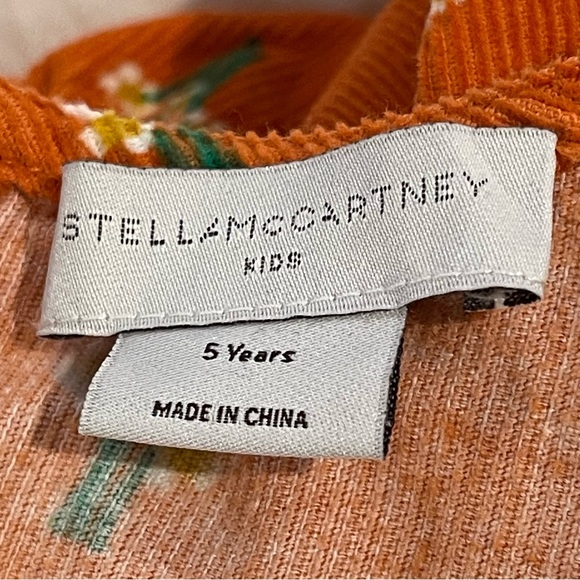 STELLAMcCARTNEY
KIDS
5 Years
MADE IN CHINA